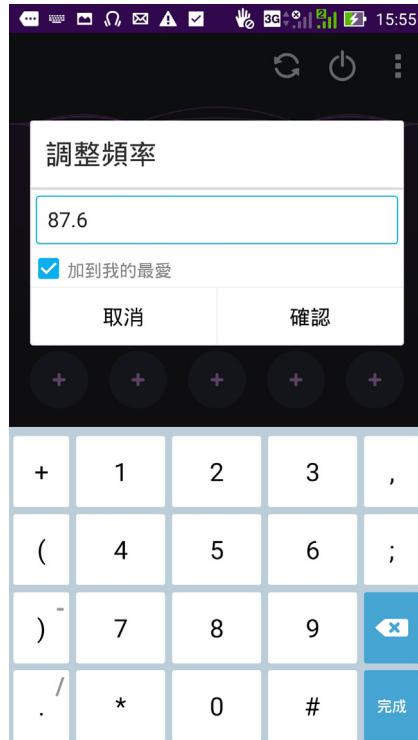 3G 2 15:55
調整頻率
87.6
加到我的最愛
取消 確認
+ + + + +
+ 1 2 3 ,
( 4 5 6 ;
) - 7 8 9
. / * 0 # 完成